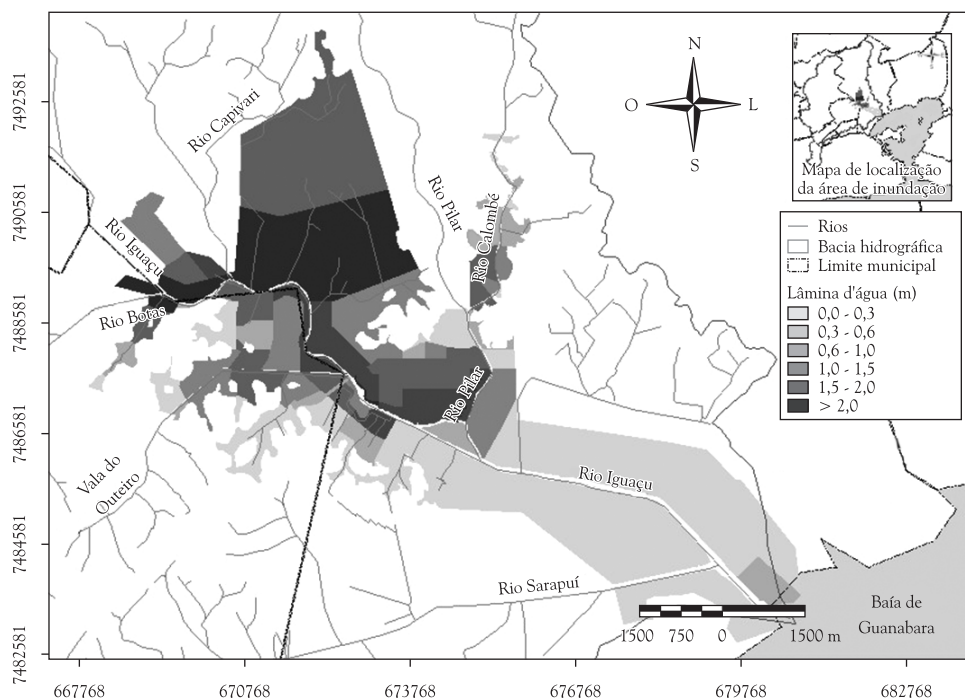 N
O
L
S
Mapa de localização
da área de inundação
Rios
Bacia hidrográfica
Limite municipal
Lâmina d'água (m)
0,0 - 0,3
0,3 - 0,6
0,6 - 1,0
1,0 - 1,5
1,5 - 2,0
> 2,0
Rio Capivari
Rio Pilar
Rio Calombé
Rio Iguaçu
Rio Botas
Rio Pilar
Vala do
Outeiro
Rio Iguaçu
Rio Sarapuí
Baía de
Guanabara
1500 750 0 1500 m
7492581
7490581
7488581
7486581
7484581
7482581
667768 670768 673768 676768 679768 682768